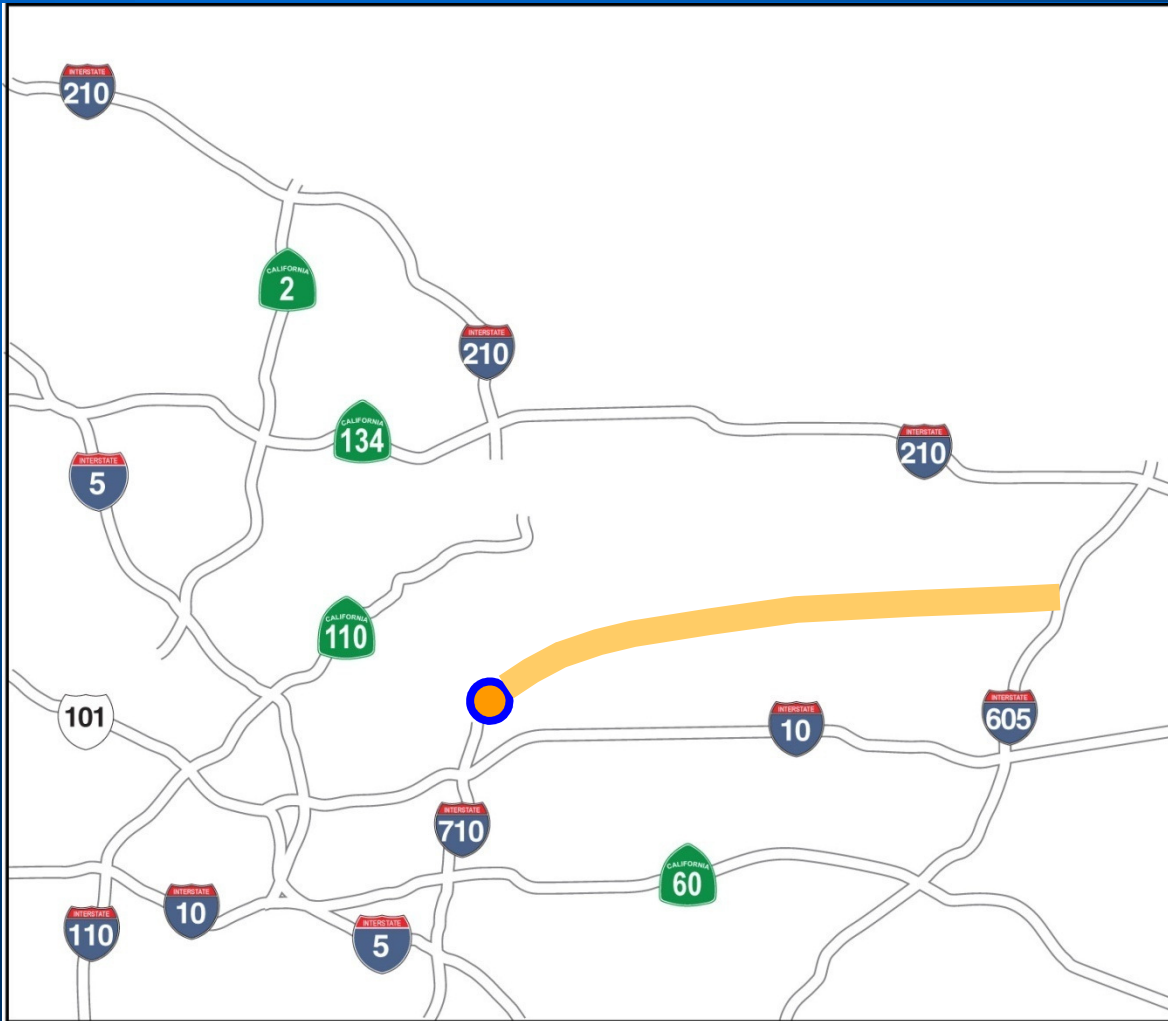 INTERSTATE
210
CALIFORNIA
2
INTERSTATE
210
CALIFORNIA
134
INTERSTATE
210
INTERSTATE
5
CALIFORNIA
110
101
INTERSTATE
10
INTERSTATE
605
INTERSTATE
710
CALIFORNIA
60
INTERSTATE
10
INTERSTATE
110
INTERSTATE
5